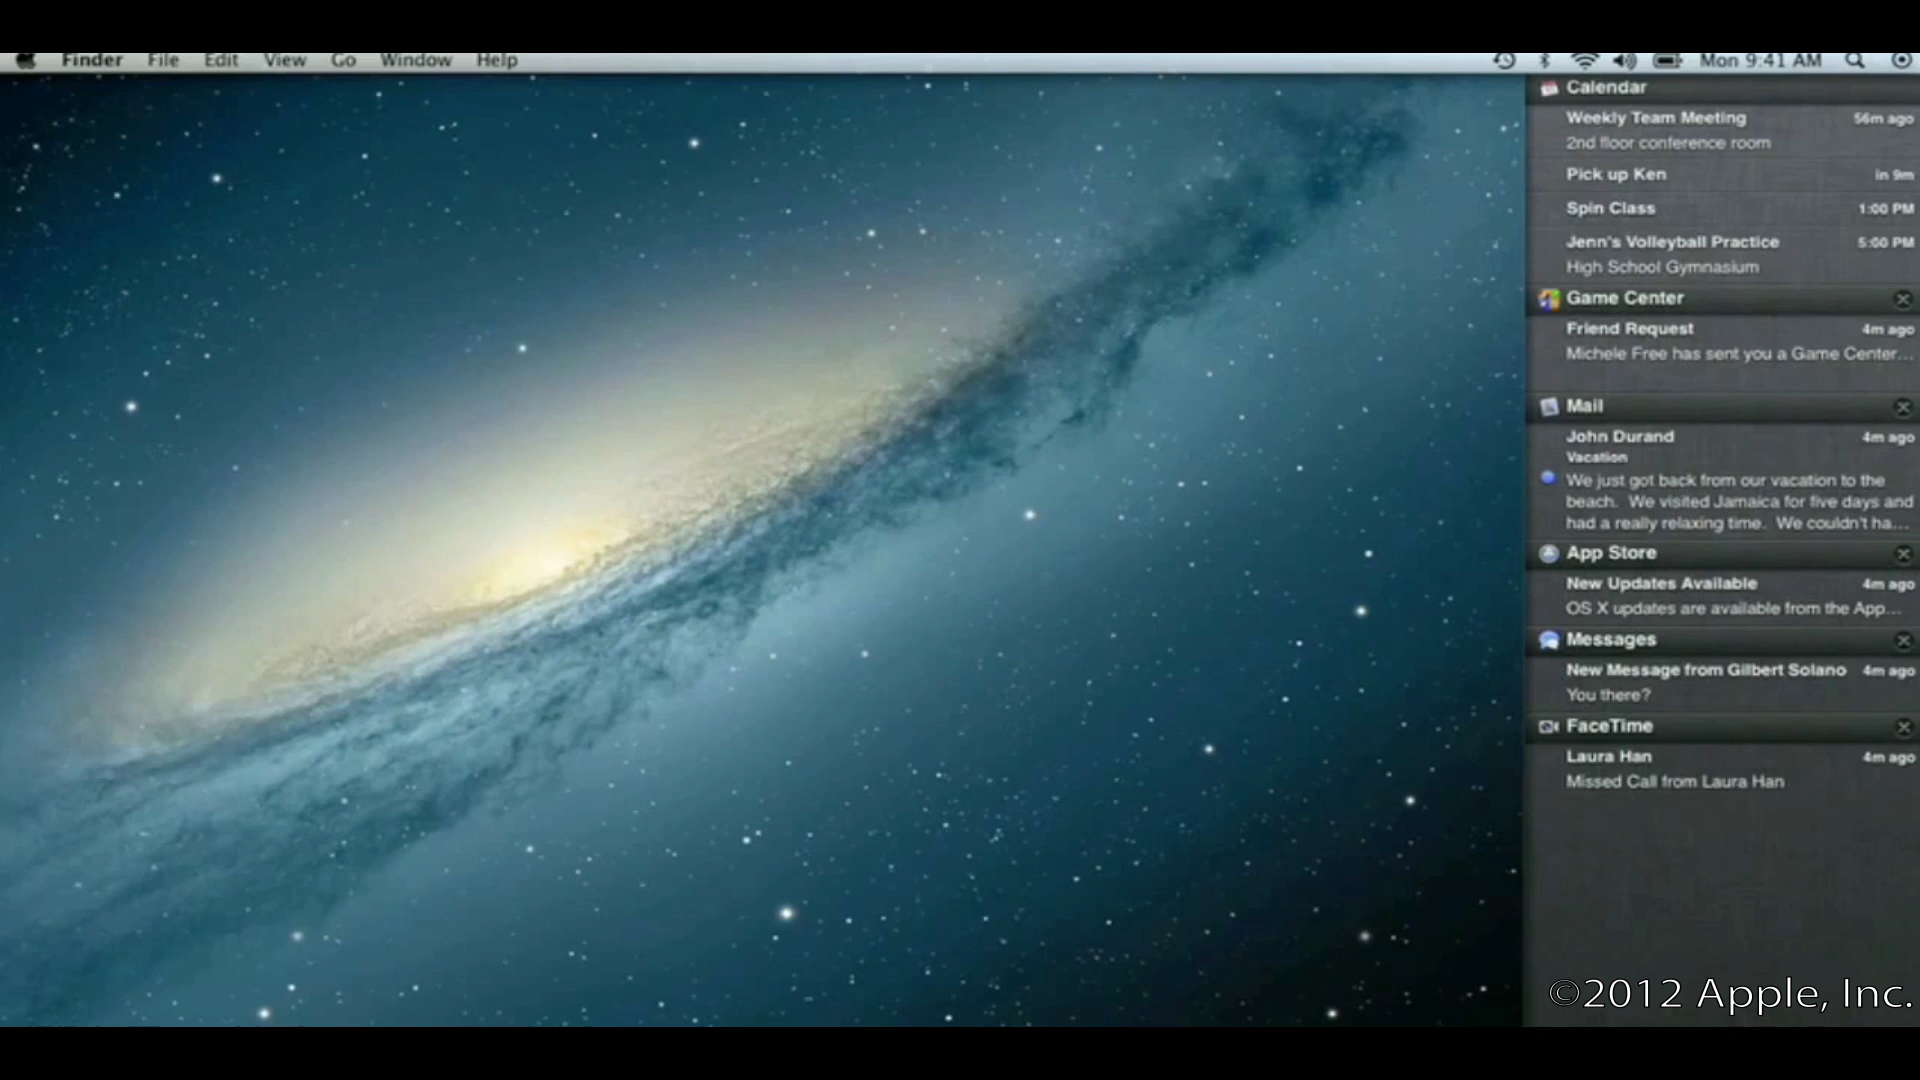 Finder File Edit View Go Window Help Mon 9:41 AM
Calendar
Weekly Team Meeting 56m ago
2nd floor conference room
Pick up Ken in 9m
Spin Class 1:00 PM
Jenn's Volleyball Practice 5:00 PM
High School Gymnasium
Game Center
Friend Request 4m ago
Michele Free has sent you a Game Center...
Mail
John Durand 4m ago
Vacation
We just got back from our vacation to the
beach. We visited Jamaica for five days and
had a really relaxing time. We couldn't ha...
App Store
New Updates Available 4m ago
OS X updates are available from the App...
Messages
New Message from Gilbert Solano 4m ago
You there?
FaceTime
Laura Han 4m ago
Missed Call from Laura Han
©2012 Apple, Inc.